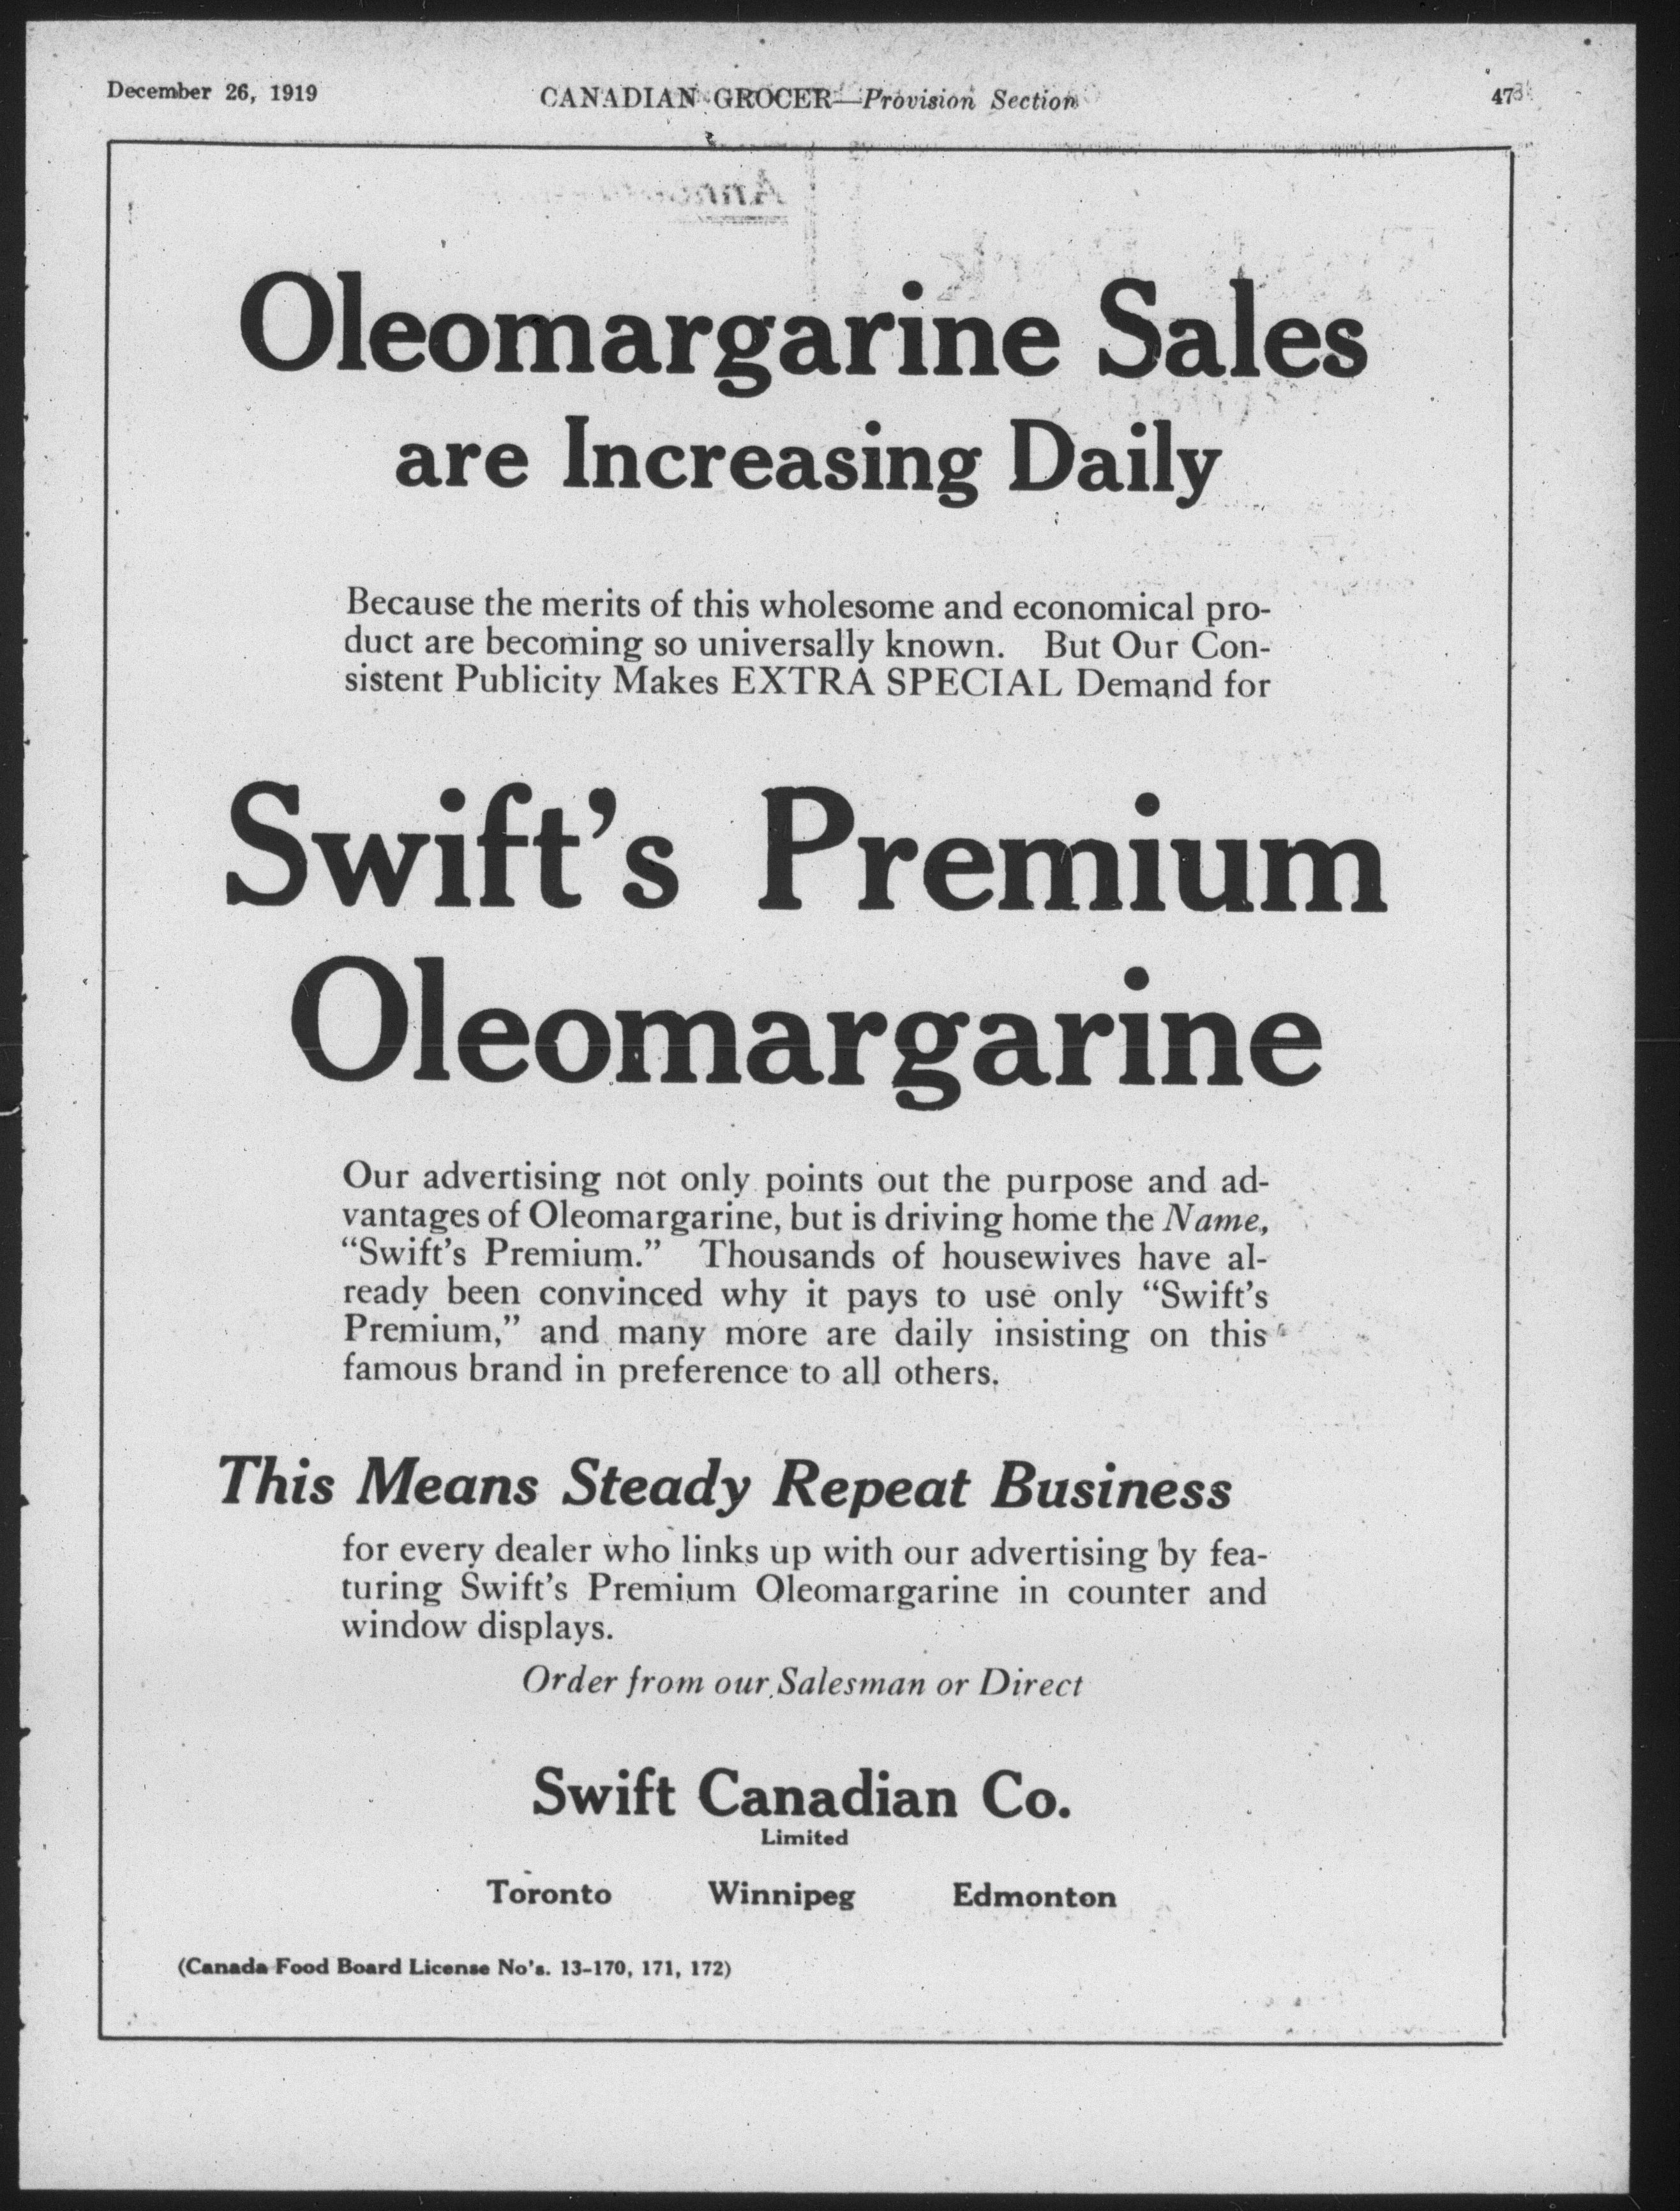 December 26, 1919
CANADIAN GROCER—Provision Section
47
Oleomargarine Sales
are Increasing Daily
Because the merits of this wholesome and economical pro-
duct are becoming so universally known. But Our Con-
sistent Publicity Makes EXTRA SPECIAL Demand for
Swift's Premium
Oleomargarine
Our advertising not only points out the purpose and ad-
vantages of Oleomargarine, but is driving home the Name,
“Swift's Premium.” Thousands of housewives have al-
ready been convinced why it pays to use only “Swift's
Premium,” and many more are daily insisting on this
famous brand in preference to all others.
This Means Steady Repeat Business
for every dealer who links up with our advertising by fea-
turing Swift's Premium Oleomargarine in counter and
window displays.
Order from our Salesman or Direct
Swift Canadian Co.
Limited
Toronto Winnipeg Edmonton
(Canada Food Board License No's. 13-170, 171, 172)